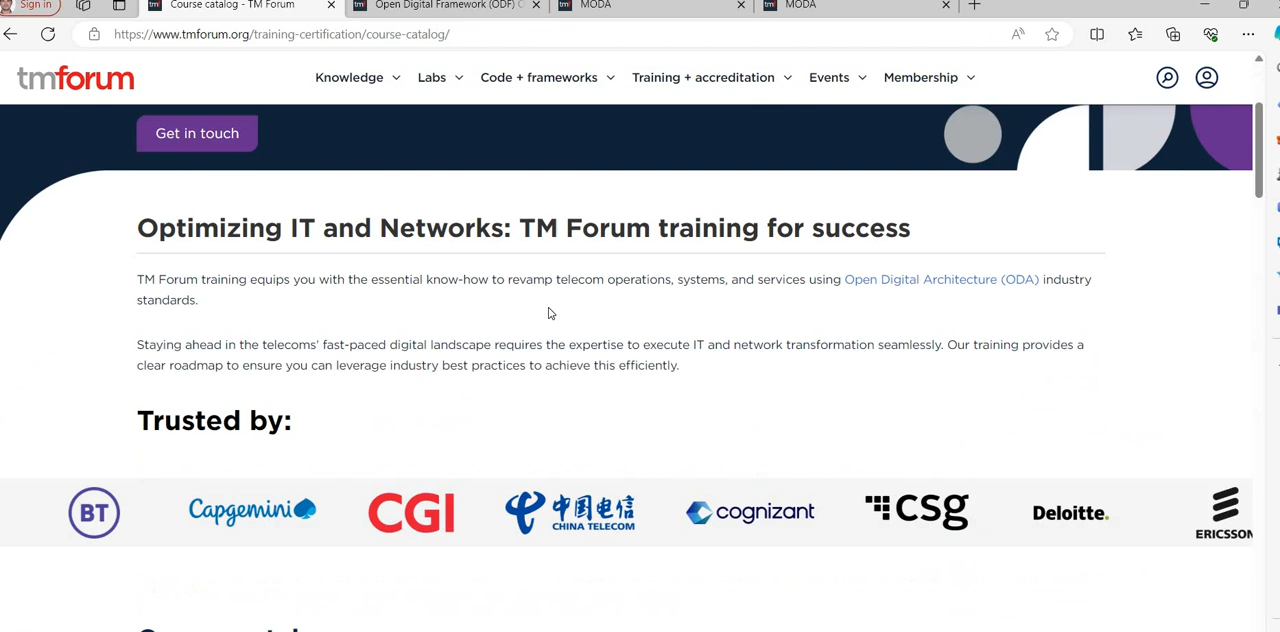 Sign in
Course catalog - TM Forum
Open Digital Framework (ODF) C
MODA
MODA
https://www.tmforum.org/training-certification/course-catalog/
tmforum
Knowledge
Labs
Code + frameworks
Training + accreditation
Events
Membership
Get in touch
Optimizing IT and Networks: TM Forum training for success
TM Forum training equips you with the essential know-how to revamp telecom operations, systems, and services using Open Digital Architecture (ODA) industry
standards.
Staying ahead in the telecoms' fast-paced digital landscape requires the expertise to execute IT and network transformation seamlessly. Our training provides a
clear roadmap to ensure you can leverage industry best practices to achieve this efficiently.
Trusted by:
BT
Capgemini
CGI
中国电信
CHINA TELECOM
cognizant
csg
Deloitte.
ERICSSON